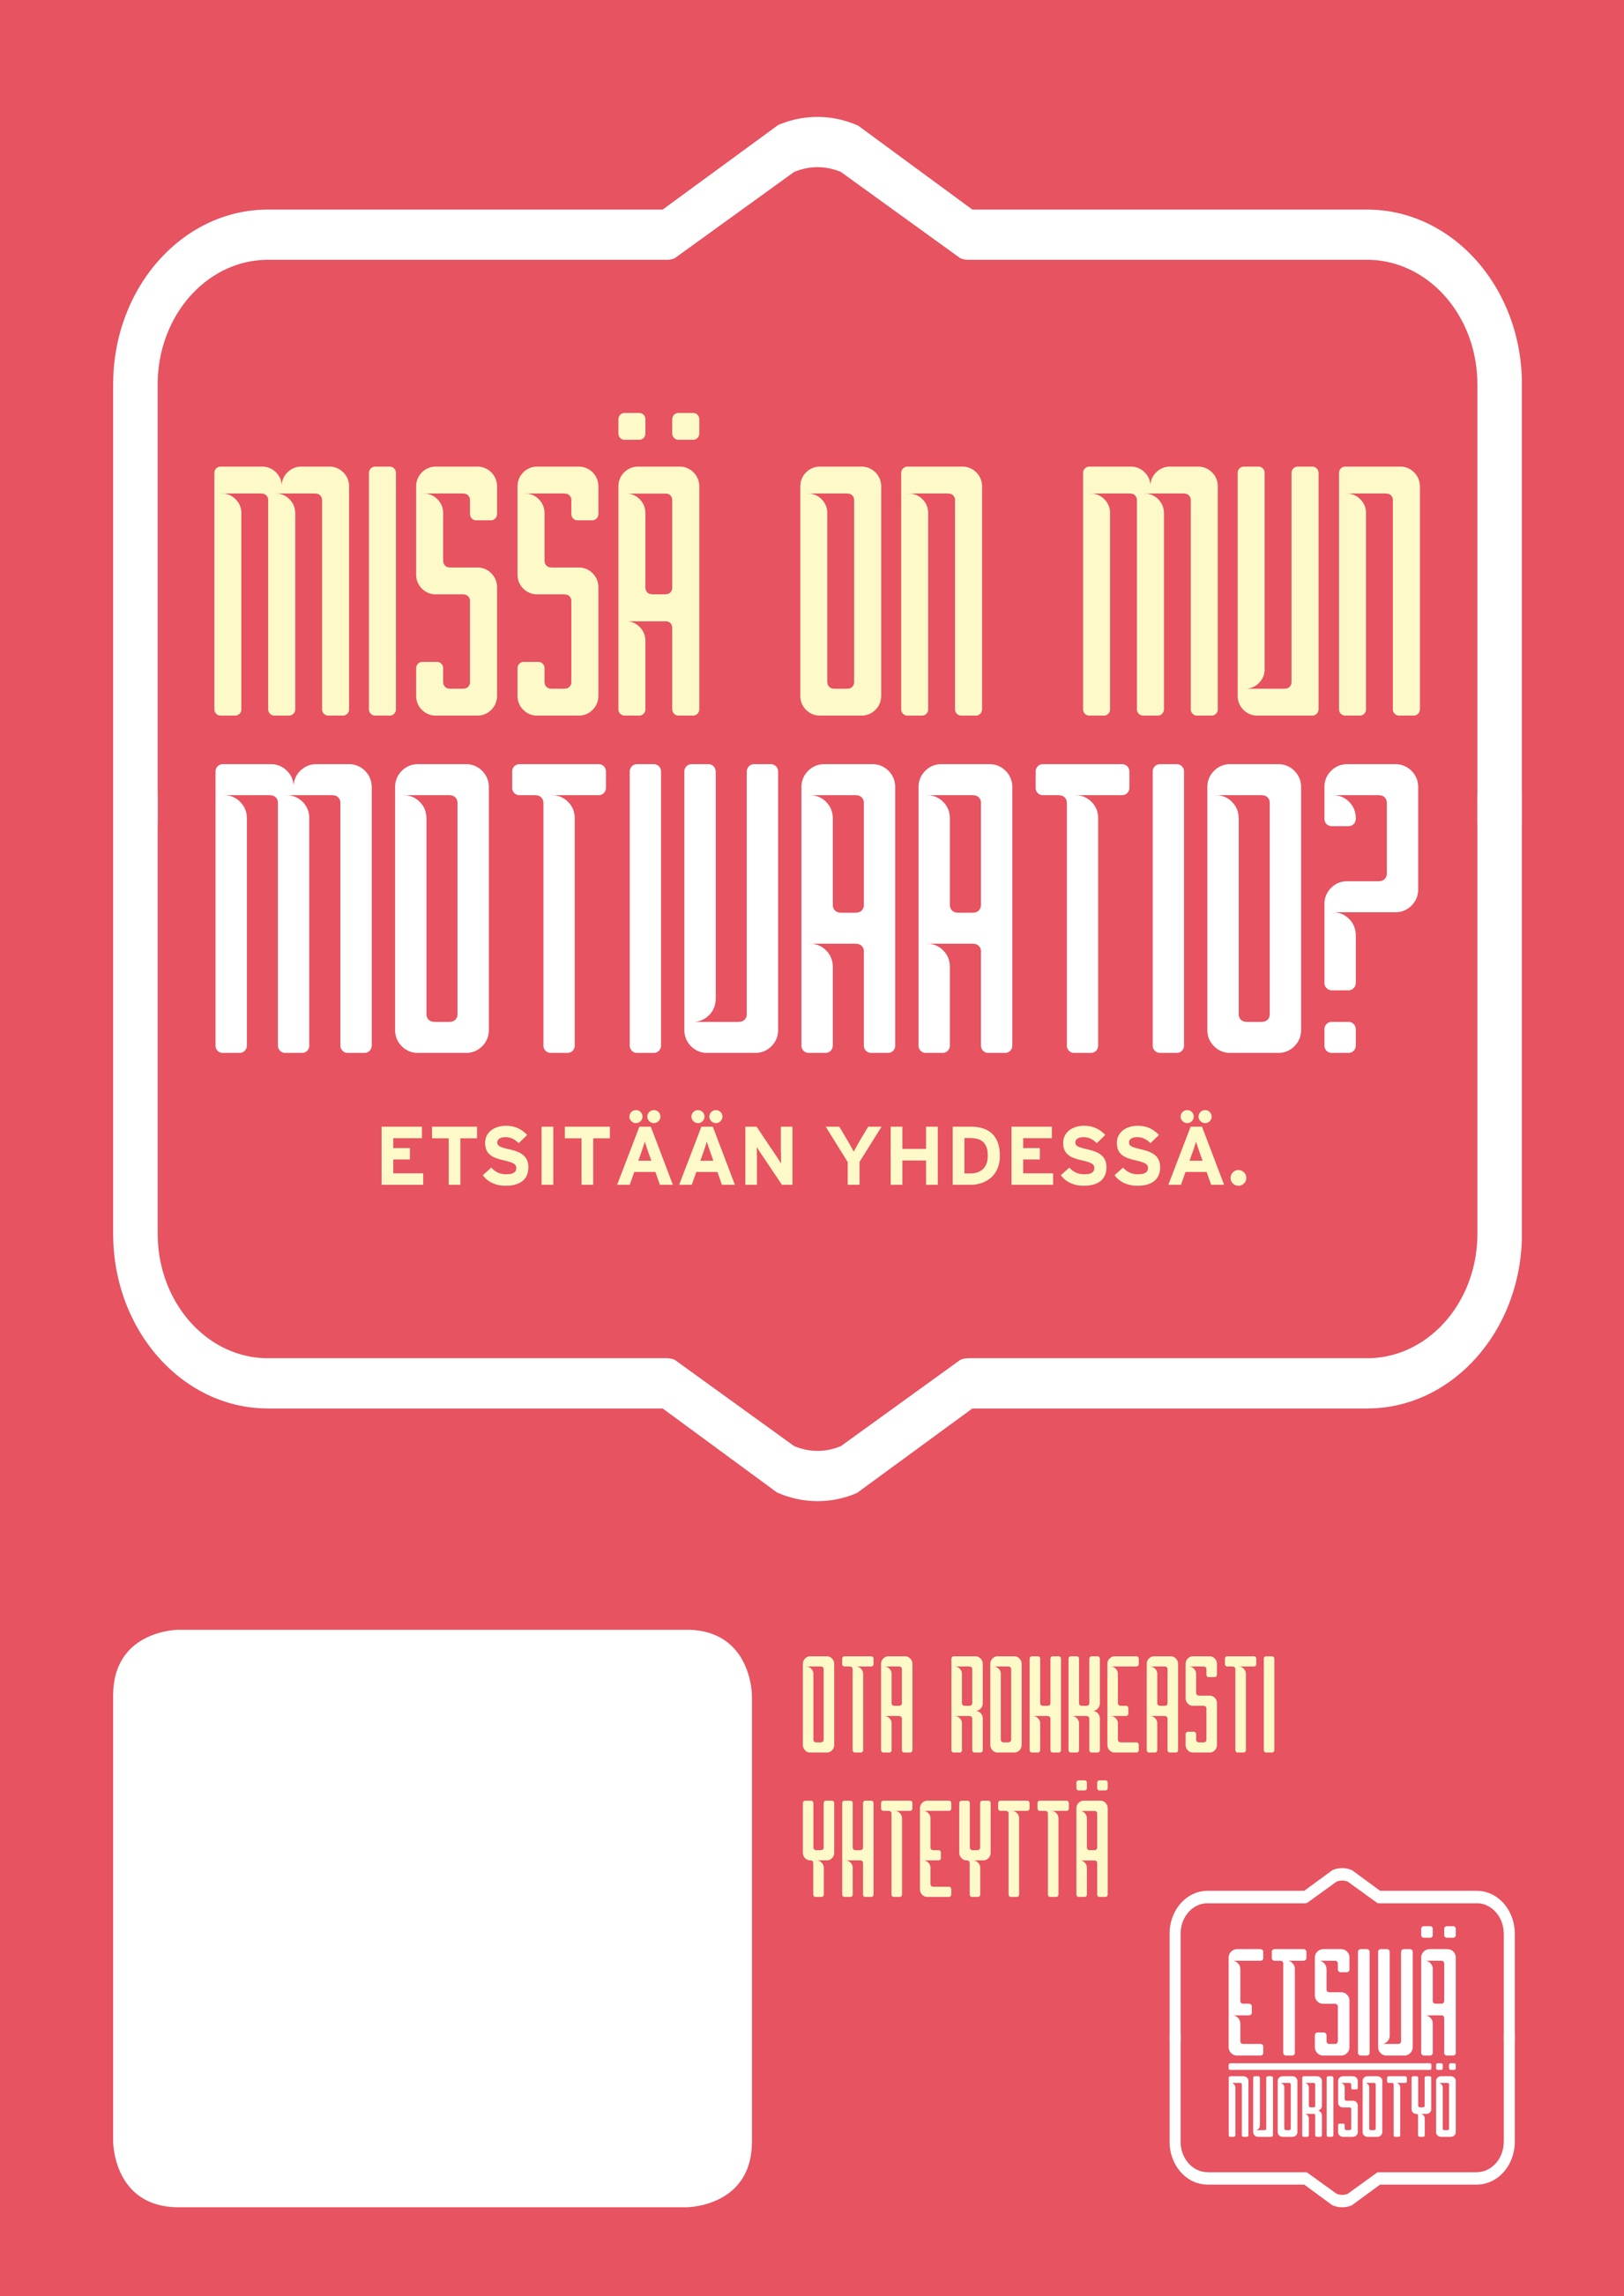 MISSÄ ON MUN
MOTIVAATIO?
ETSITÄÄN YHDESSÄ.
OTA ROHKEASTI
YHTEYTTÄ
ETSIVÄ
NUORISOTYÖ